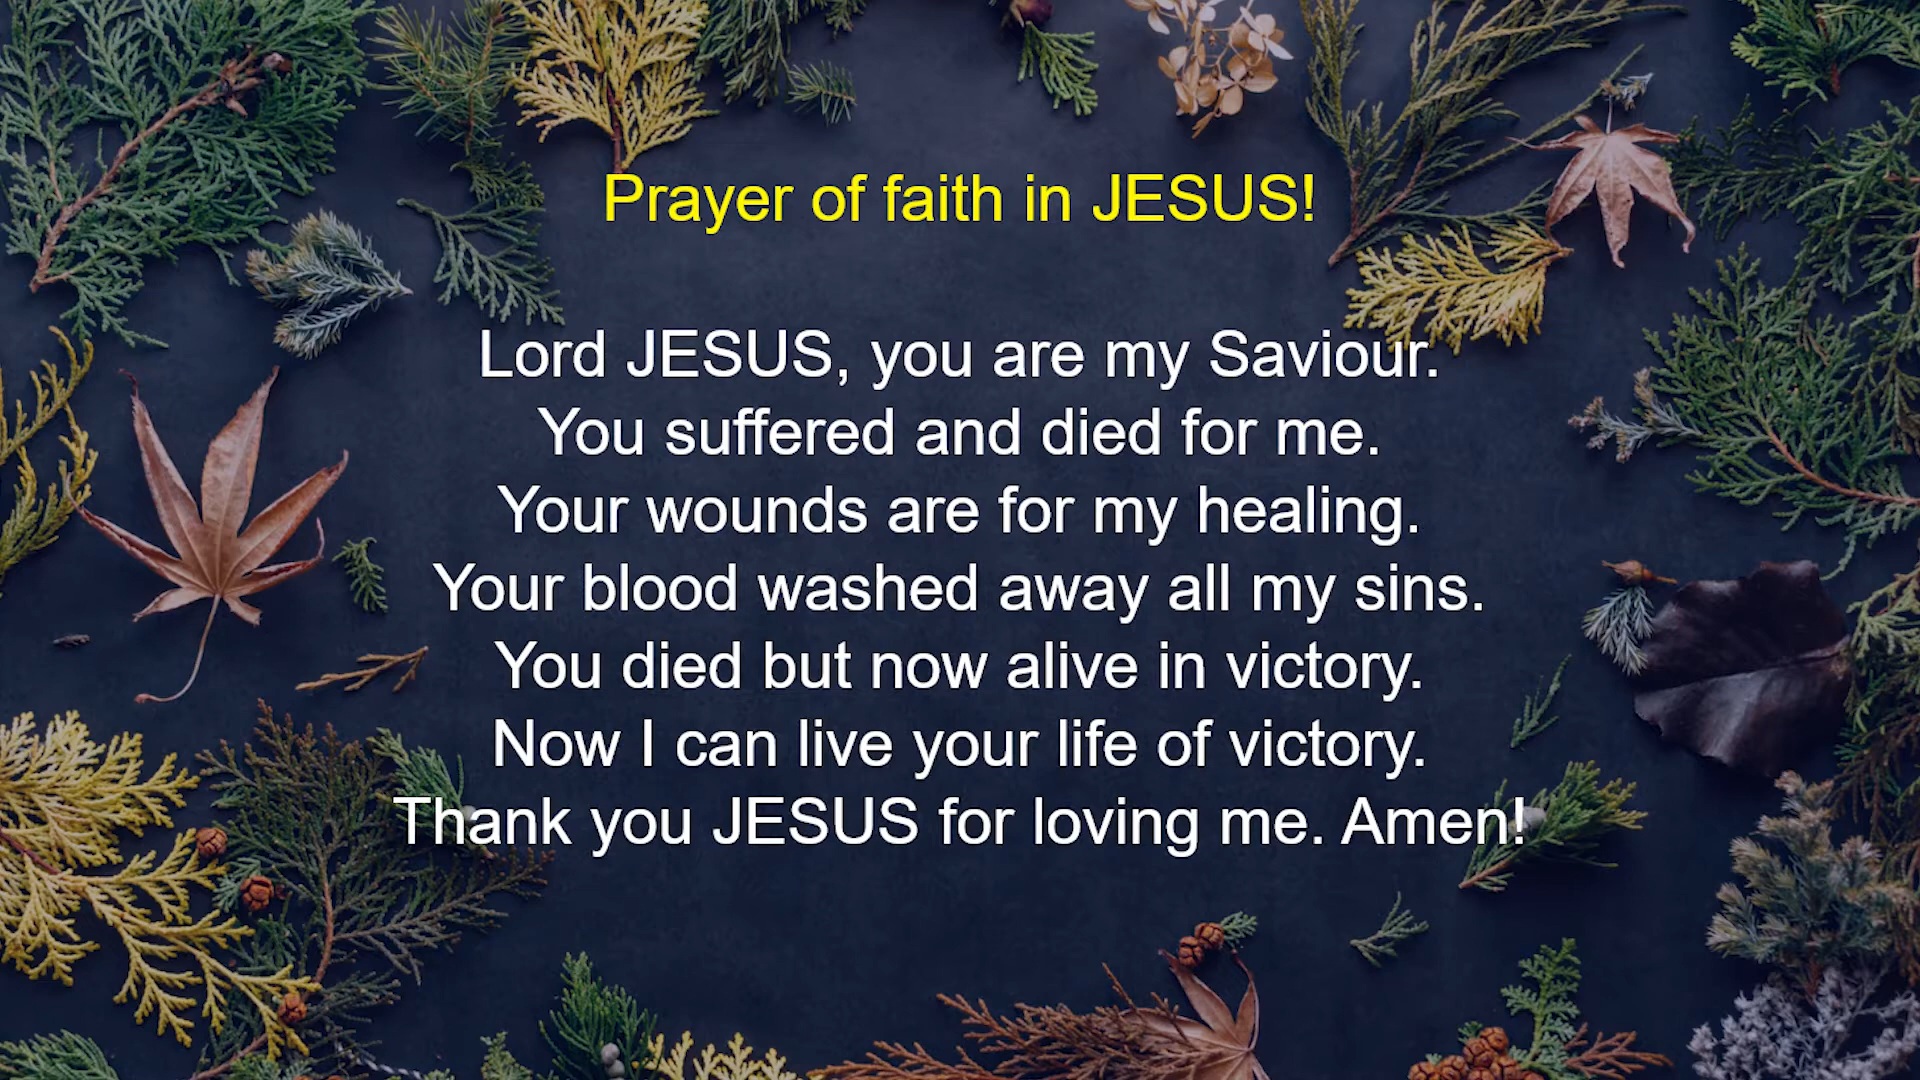 Prayer of faith in JESUS!
Lord JESUS, you are my Saviour.
You suffered and died for me.
Your wounds are for my healing.
Your blood washed away all my sins.
You died but now alive in victory.
Now I can live your life of victory.
Thank you JESUS for loving me. Amen!